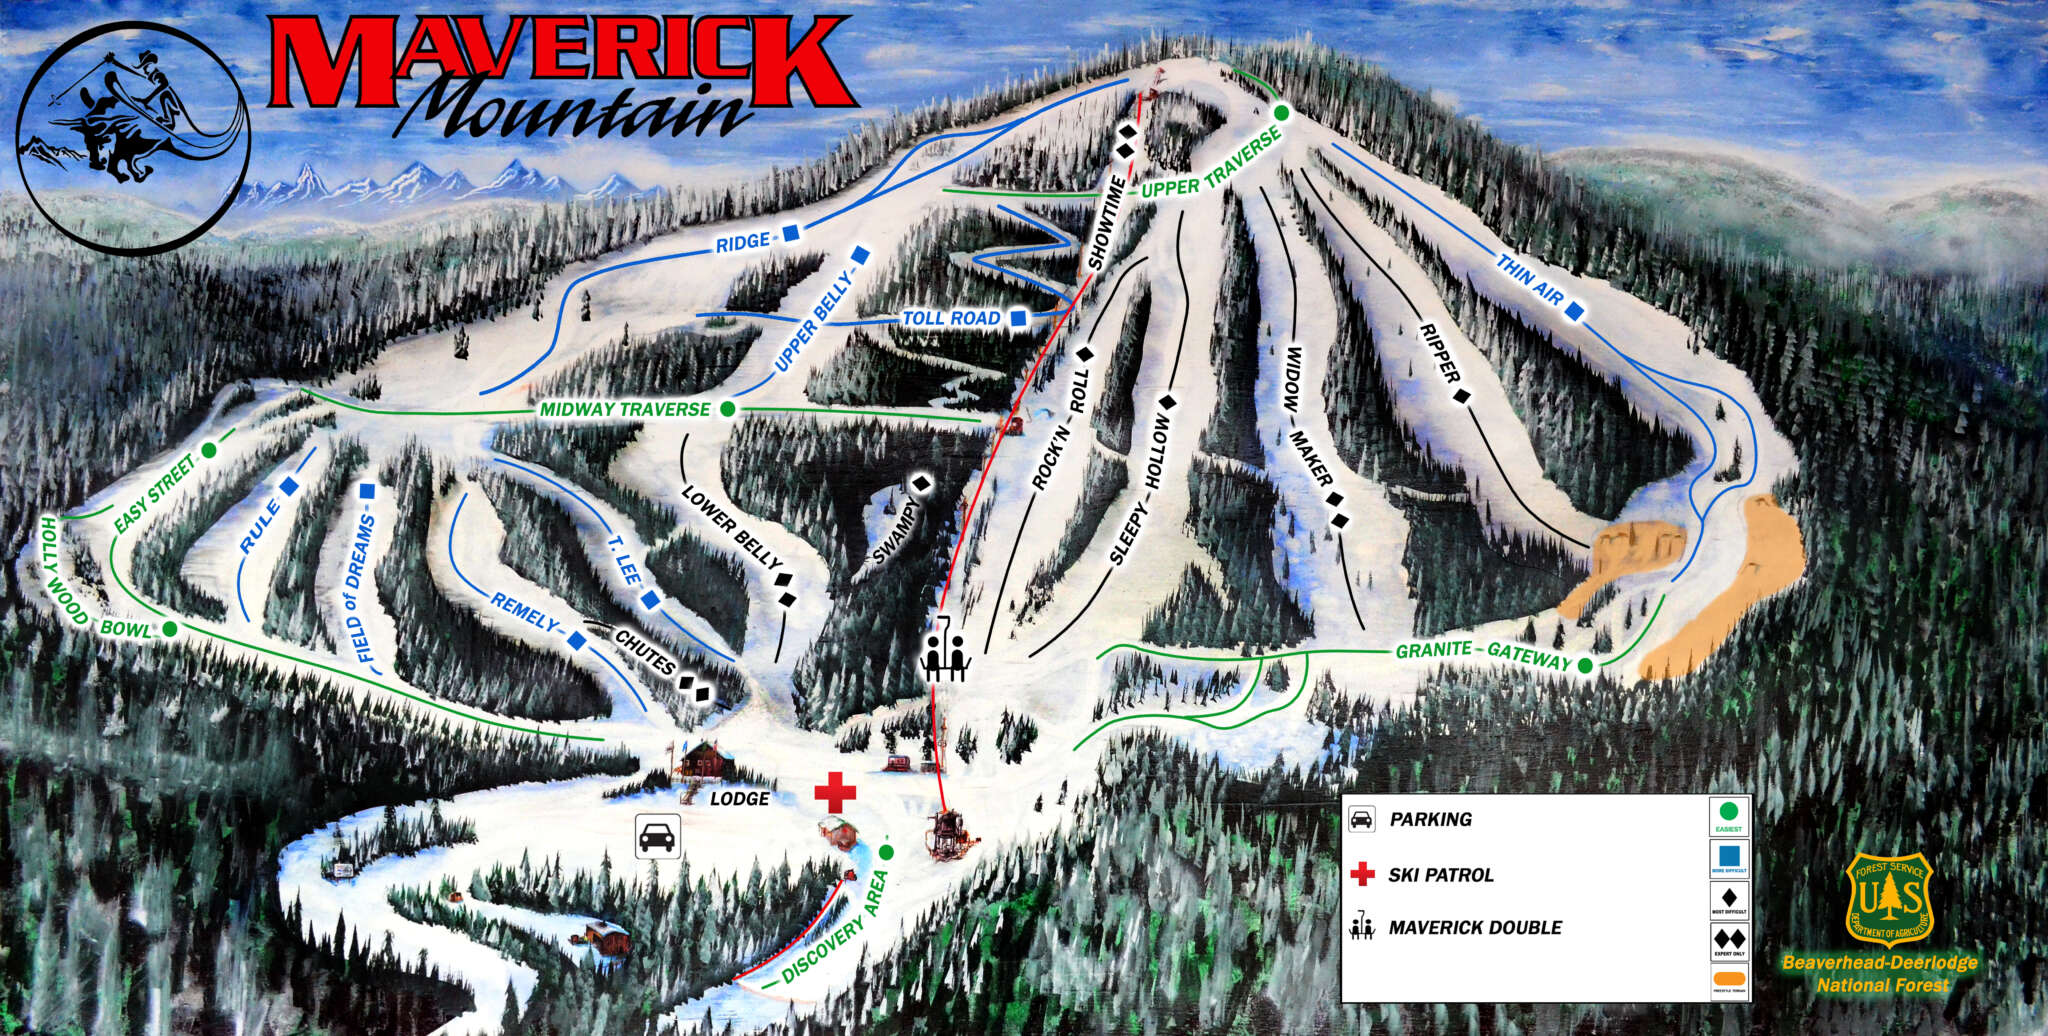 MAVERICK
Mountain
UPPER TRAVERSE
SHOWTIME
RIDGE
UPPER BELLY
TOLL ROAD
THIN AIR
RIPPER
WIDOW MAKER
ROCK'N ROLL
SLEEPY HOLLOW
MIDWAY TRAVERSE
EASY STREET
RULE
FIELD of DREAMS
HOLLY WOOD BOWL
REMELY
T. LEE
CHUTES
LOWER BELLY
SWAMPY
GRANITE GATEWAY
LODGE
DISCOVERY AREA
PARKING
SKI PATROL
MAVERICK DOUBLE
EASIEST
MORE DIFFICULT
MOST DIFFICULT
EXPERT ONLY
FREESTYLE TERRAIN
FOREST SERVICE
US
DEPARTMENT OF AGRICULTURE
Beaverhead-Deerlodge
National Forest